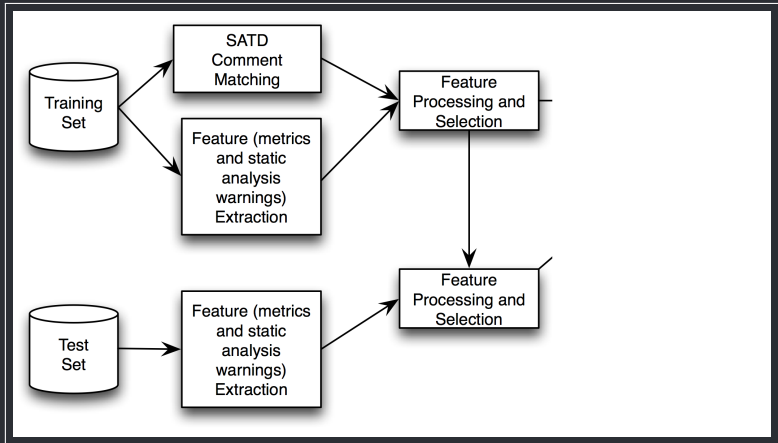 SATD
Comment
Matching
Training
Set
Feature (metrics
and static
analysis
warnings)
Extraction
Feature
Processing and
Selection
Test
Set
Feature (metrics
and static
analysis
warnings)
Extraction
Feature
Processing and
Selection